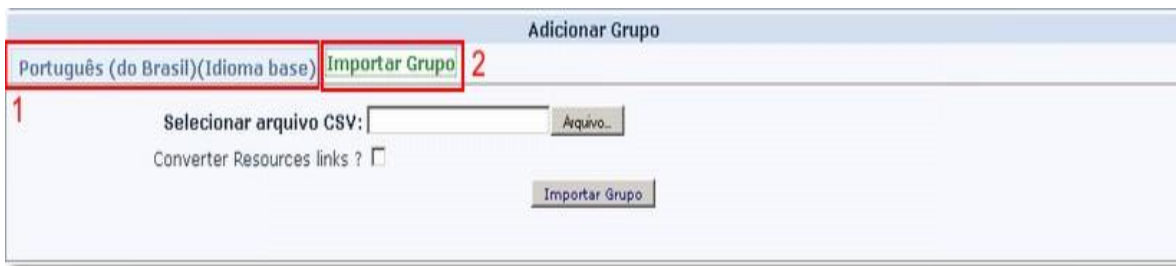 Adicionar Grupo
Português (do Brasil)(Idioma base) Importar Grupo 2
1
Selecionar arquivo CSV: Arquivo...
Converter Resources links ?
Importar Grupo